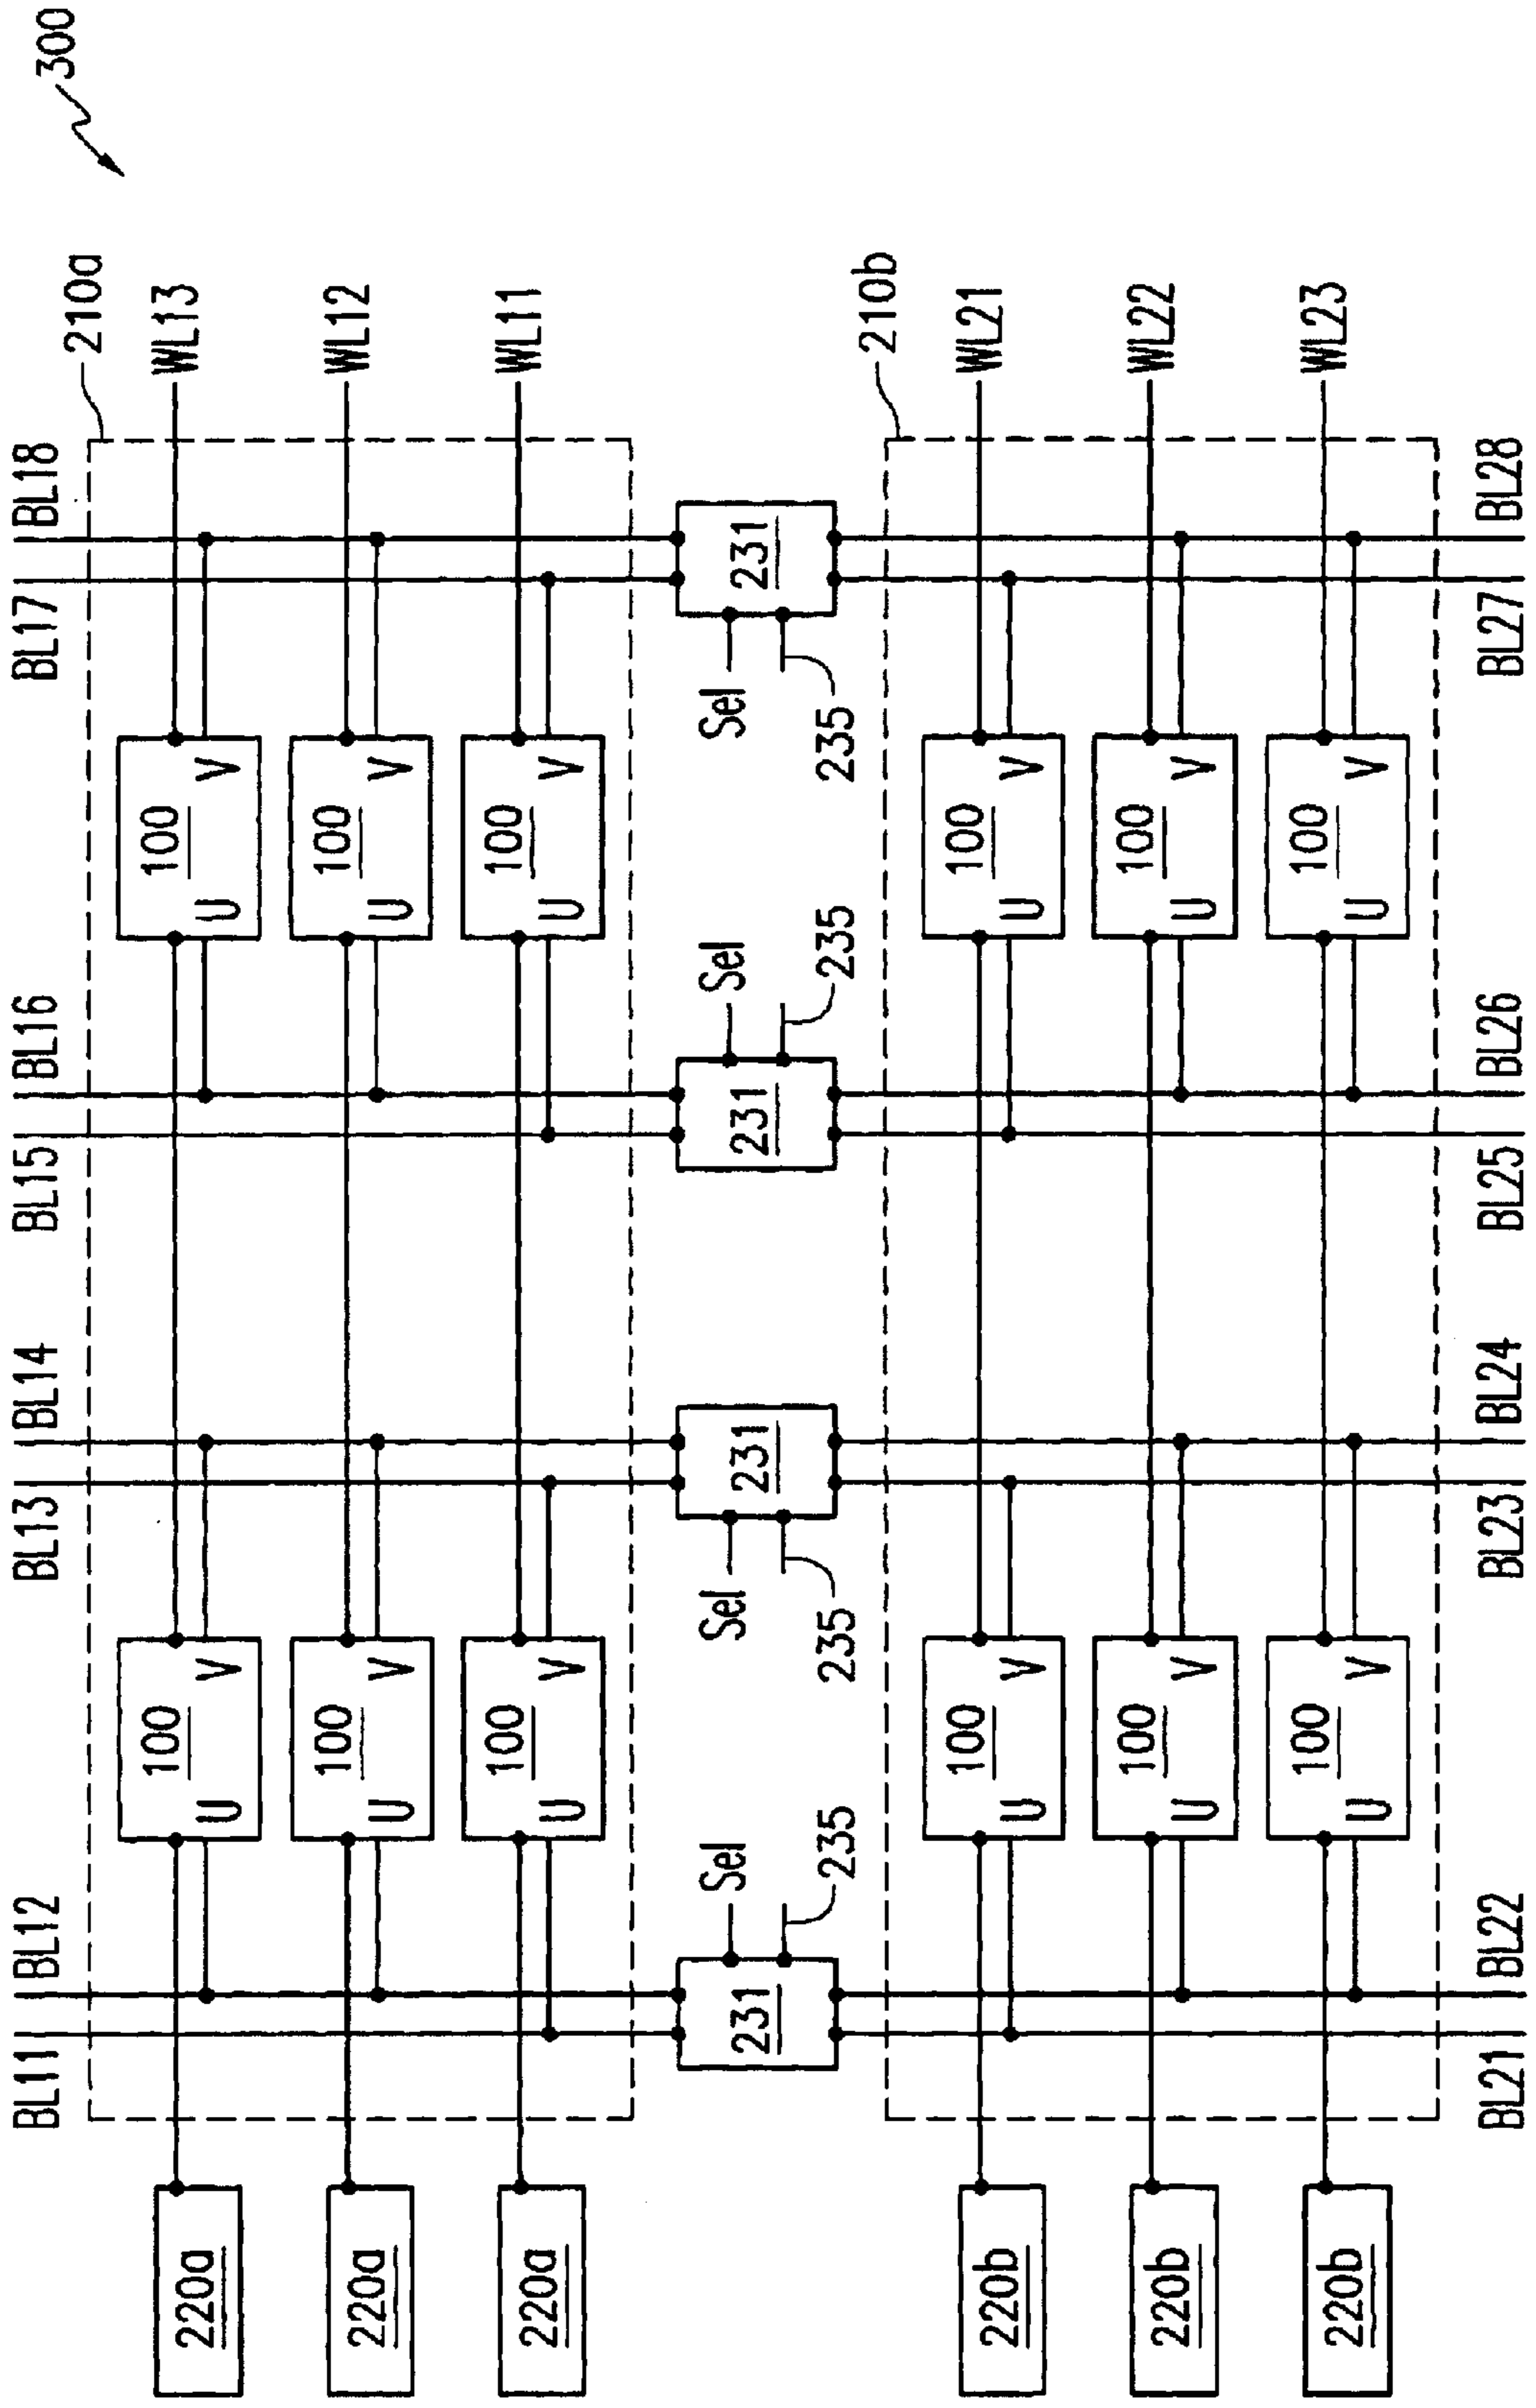 300
BL11
BL12
BL13
BL14
BL15
BL16
BL17
BL18
210a
220a
100
U
V
100
U
V
WL13
220a
100
U
V
100
U
V
WL12
220a
100
U
V
100
U
V
WL11
231
Sel
235
231
Sel
235
231
Sel
235
231
Sel
235
210b
220b
100
U
V
100
U
V
WL21
220b
100
U
V
100
U
V
WL22
220b
100
U
V
100
U
V
WL23
BL21
BL22
BL23
BL24
BL25
BL26
BL27
BL28